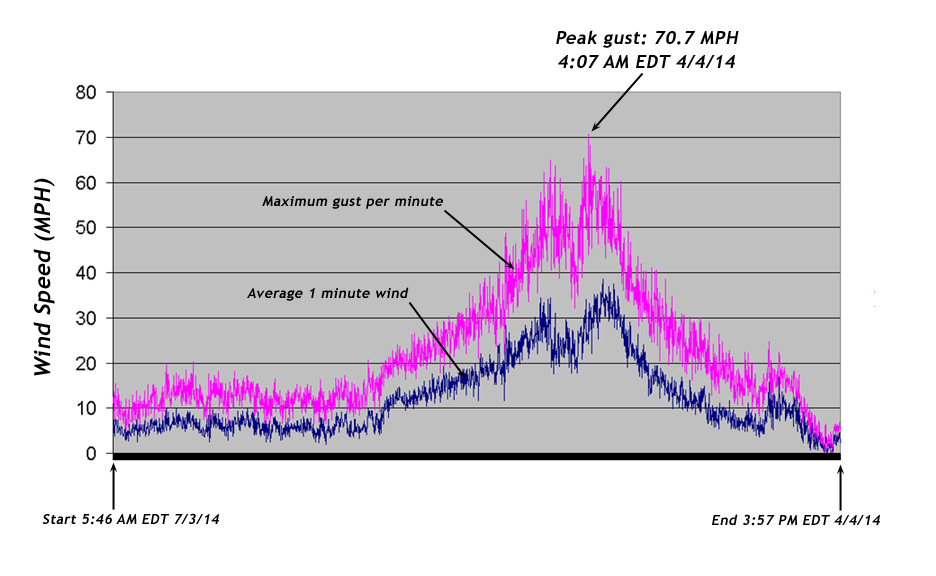 Peak gust: 70.7 MPH
4:07 AM EDT 4/4/14
80
70
60
50
40
30
20
10
0
Wind Speed (MPH)
Maximum gust per minute
Average 1 minute wind
Start 5:46 AM EDT 7/3/14
End 3:57 PM EDT 4/4/14